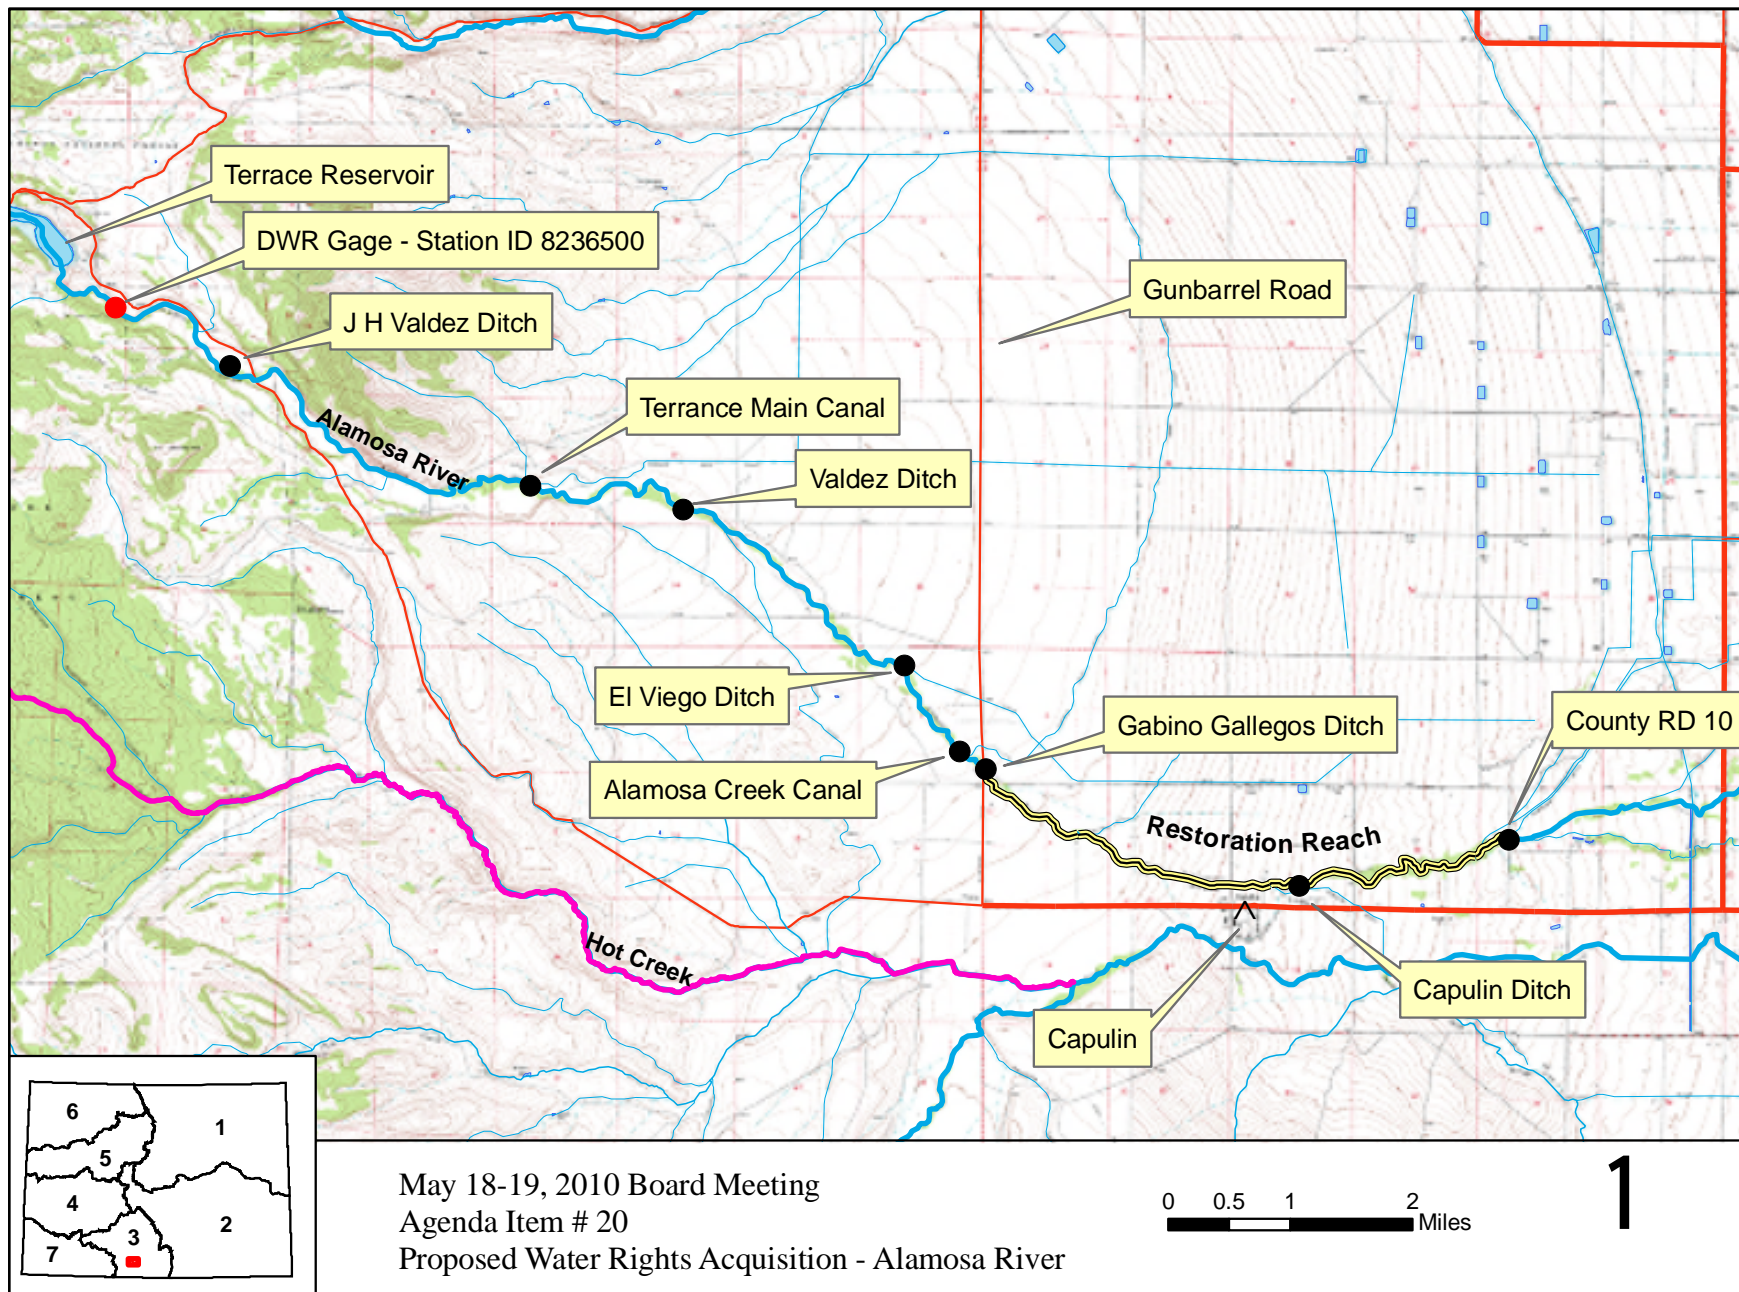 Terrace Reservoir
DWR Gage - Station ID 8236500
Gunbarrel Road
J H Valdez Ditch
Terrance Main Canal
Alamosa River
Valdez Ditch
El Viego Ditch
Gabino Gallegos Ditch
County RD 10
Alamosa Creek Canal
Restoration Reach
Hot Creek
Capulin Ditch
Capulin
6
1
5
4
2
3
7
May 18-19, 2010 Board Meeting
Agenda Item # 20
Proposed Water Rights Acquisition - Alamosa River
0 0.5 1 2
Miles
1